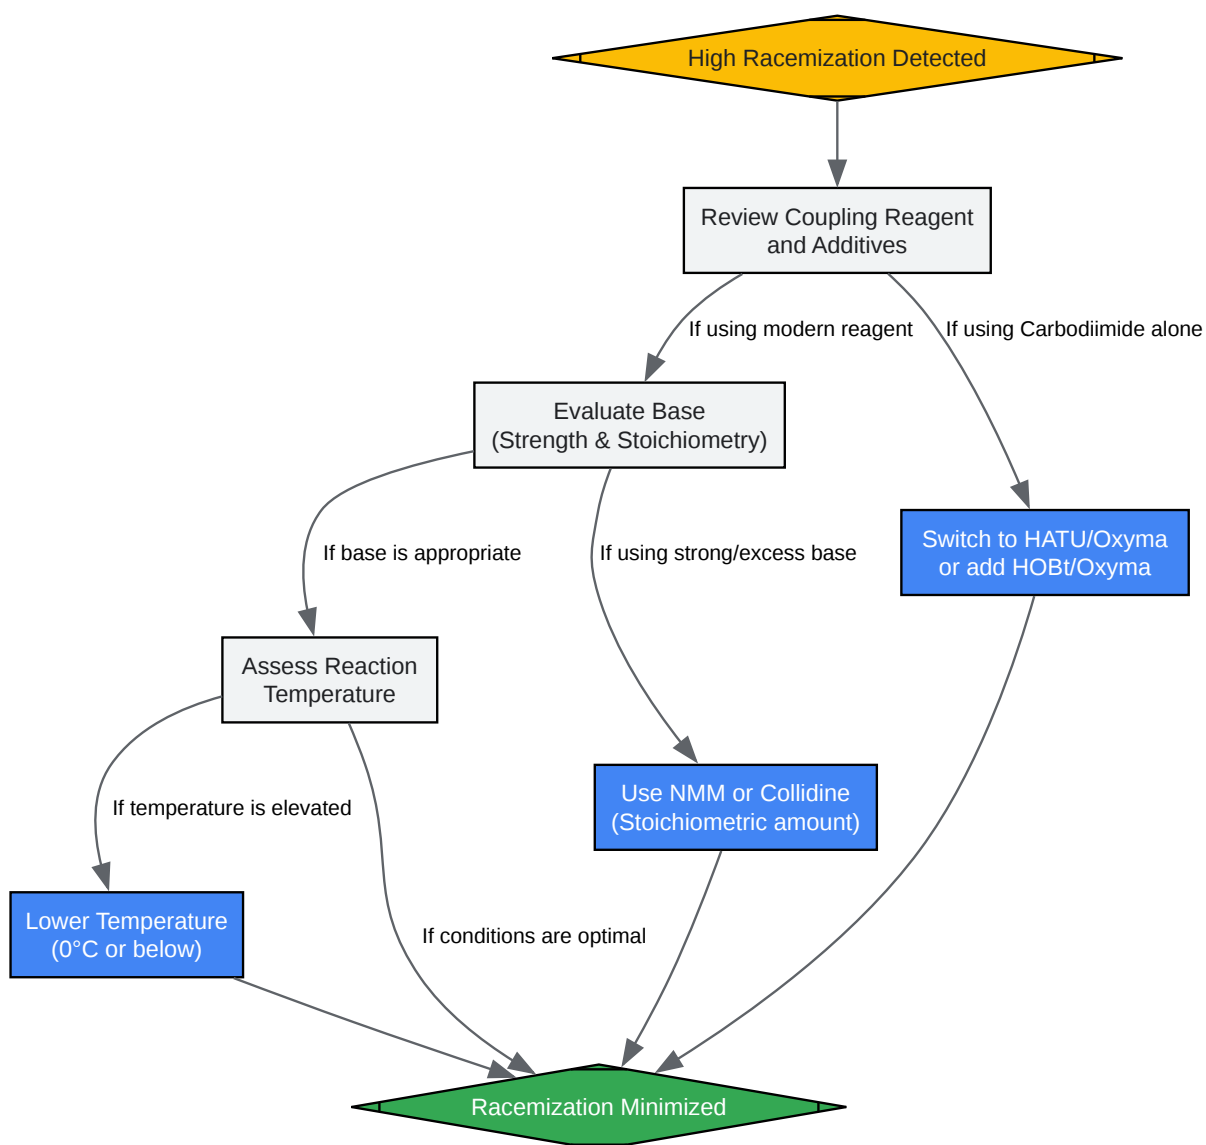 High Racemization Detected
Review Coupling Reagent
and Additives
If using modern reagent
If using Carbodiimide alone
Evaluate Base
(Strength & Stoichiometry)
Switch to HATU/Oxyma
or add HOBt/Oxyma
If base is appropriate
If using strong/excess base
Assess Reaction
Temperature
Use NMM or Collidine
(Stoichiometric amount)
If temperature is elevated
Lower Temperature
(0°C or below)
If conditions are optimal
Racemization Minimized